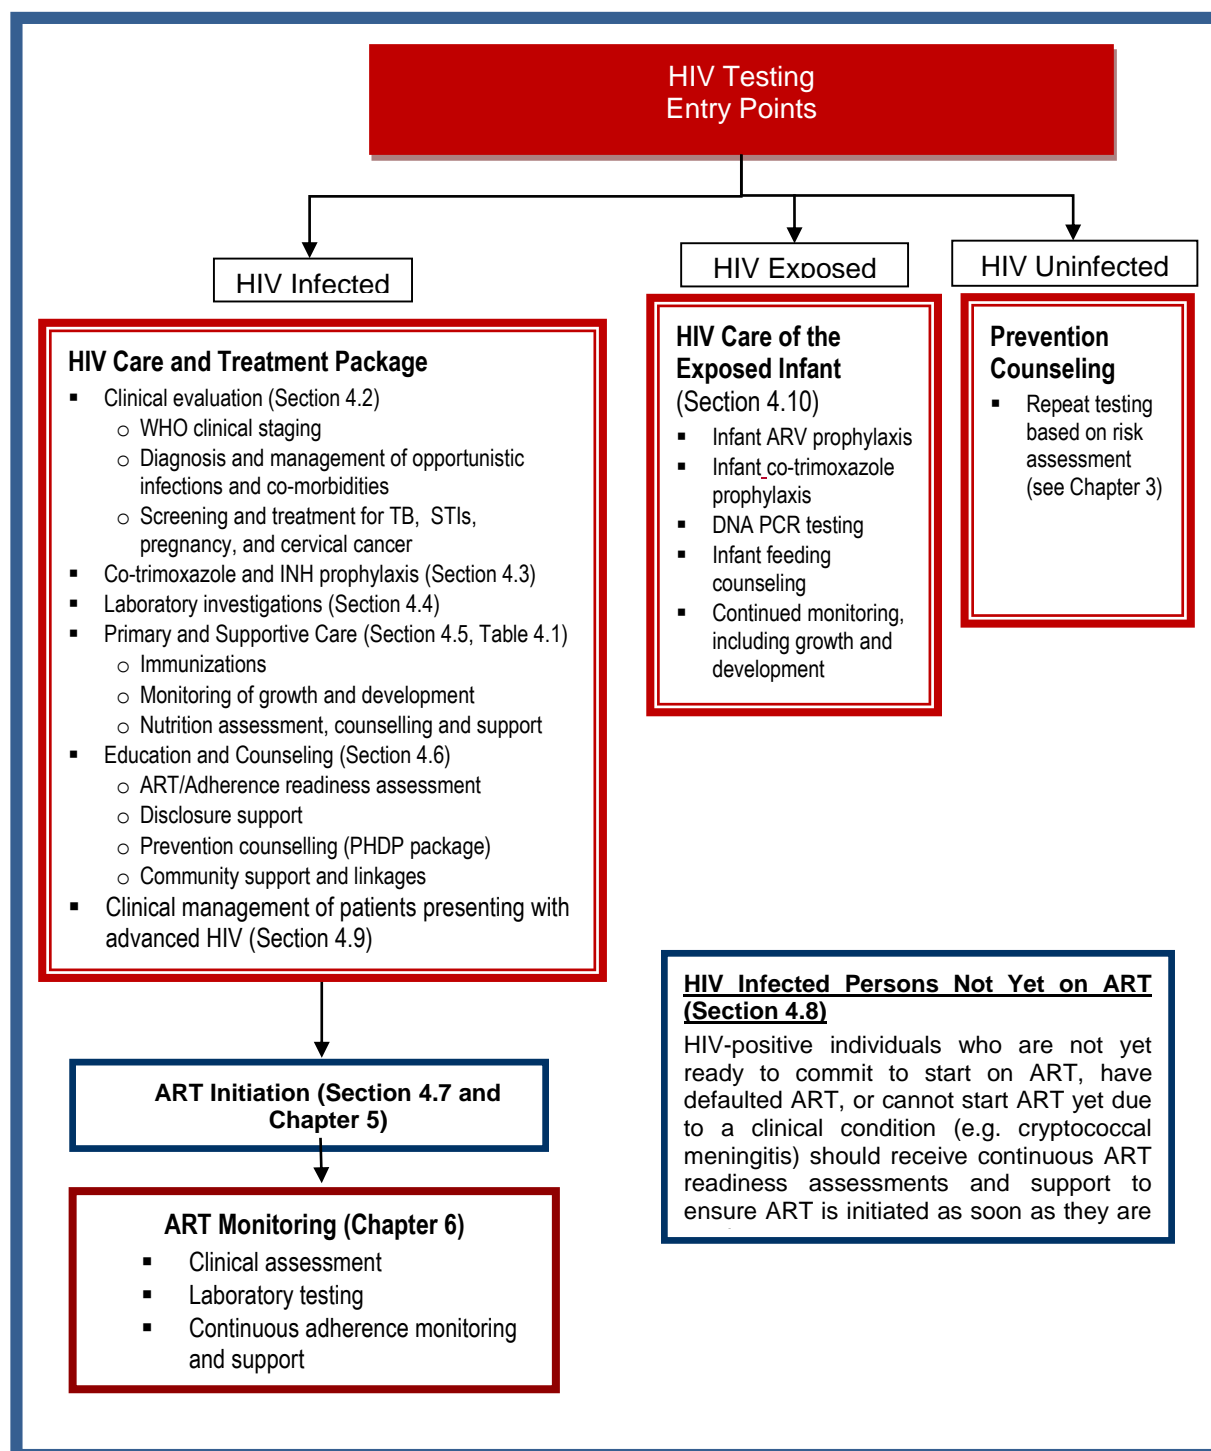 HIV Testing
Entry Points
HIV Infected
HIV Exposed
HIV Uninfected
HIV Care and Treatment Package
▪ Clinical evaluation (Section 4.2)
o WHO clinical staging
o Diagnosis and management of opportunistic
infections and co-morbidities
o Screening and treatment for TB, STIs,
pregnancy, and cervical cancer
▪ Co-trimoxazole and INH prophylaxis (Section 4.3)
▪ Laboratory investigations (Section 4.4)
▪ Primary and Supportive Care (Section 4.5, Table 4.1)
o Immunizations
o Monitoring of growth and development
o Nutrition assessment, counselling and support
▪ Education and Counseling (Section 4.6)
o ART/Adherence readiness assessment
o Disclosure support
o Prevention counselling (PHDP package)
o Community support and linkages
▪ Clinical management of patients presenting with
advanced HIV (Section 4.9)
HIV Care of the
Exposed Infant
(Section 4.10)
▪ Infant ARV prophylaxis
▪ Infant co-trimoxazole
prophylaxis
▪ DNA PCR testing
▪ Infant feeding
counseling
▪ Continued monitoring,
including growth and
development
Prevention
Counseling
▪ Repeat testing
based on risk
assessment
(see Chapter 3)
HIV Infected Persons Not Yet on ART
(Section 4.8)
HIV-positive individuals who are not yet
ready to commit to start on ART, have
defaulted ART, or cannot start ART yet due
to a clinical condition (e.g. cryptococcal
meningitis) should receive continuous ART
readiness assessments and support to
ensure ART is initiated as soon as they are
ART Initiation (Section 4.7 and
Chapter 5)
ART Monitoring (Chapter 6)
▪ Clinical assessment
▪ Laboratory testing
▪ Continuous adherence monitoring
and support